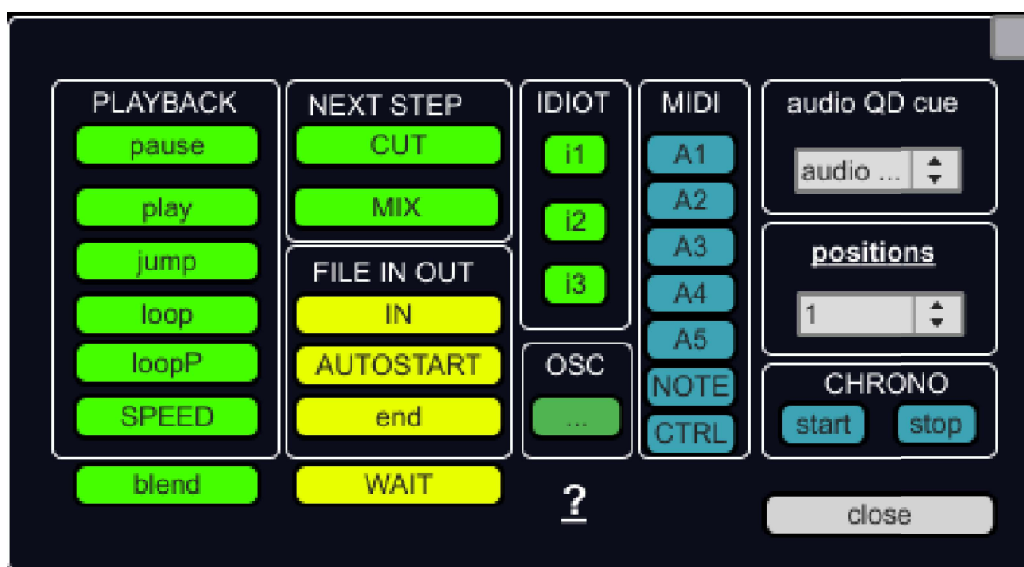 PLAYBACK
pause
play
jump
loop
loopP
SPEED
blend
NEXT STEP
CUT
MIX
FILE IN OUT
IN
AUTOSTART
end
WAIT
IDIOT
i1
i2
i3
OSC
...
?
MIDI
A1
A2
A3
A4
A5
NOTE
CTRL
audio QD cue
audio ...
positions
1
CHRONO
start stop
close